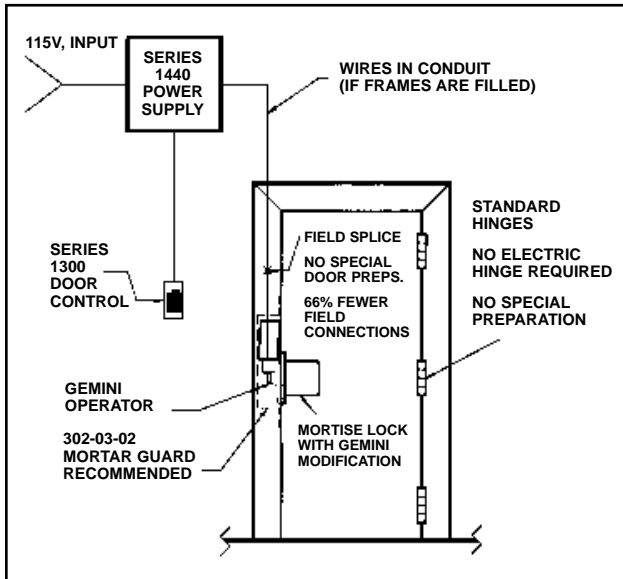 115V, INPUT
SERIES
1440
POWER
SUPPLY
WIRES IN CONDUIT
(IF FRAMES ARE FILLED)
SERIES
1300
DOOR
CONTROL
FIELD SPLICE
NO SPECIAL
DOOR PREPS.
66% FEWER
FIELD
CONNECTIONS
STANDARD
HINGES
NO ELECTRIC
HINGE REQUIRED
NO SPECIAL
PREPARATION
GEMINI
OPERATOR
302-03-02
MORTAR GUARD
RECOMMENDED
MORTISE LOCK
WITH GEMINI
MODIFICATION